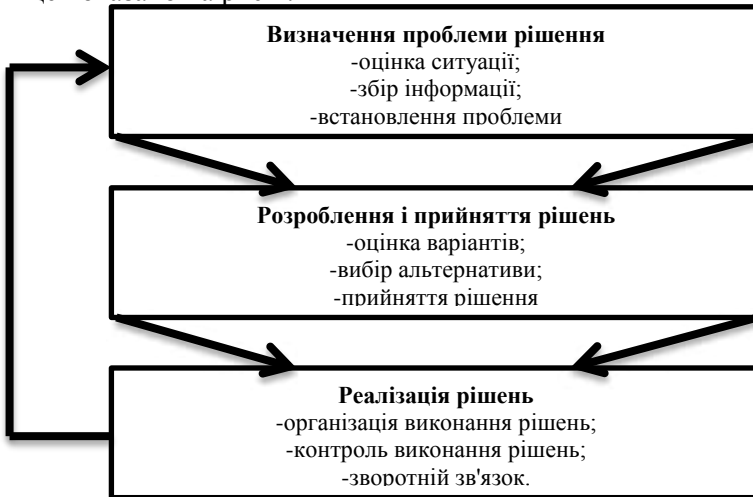 Визначення проблеми рішення
-оцінка ситуації;
-збір інформації;
-встановлення проблеми
Розроблення і прийняття рішень
-оцінка варіантів;
-вибір альтернативи;
-прийняття рішення
Реалізація рішень
-організація виконання рішень;
-контроль виконання рішень;
-зворотній зв'язок.